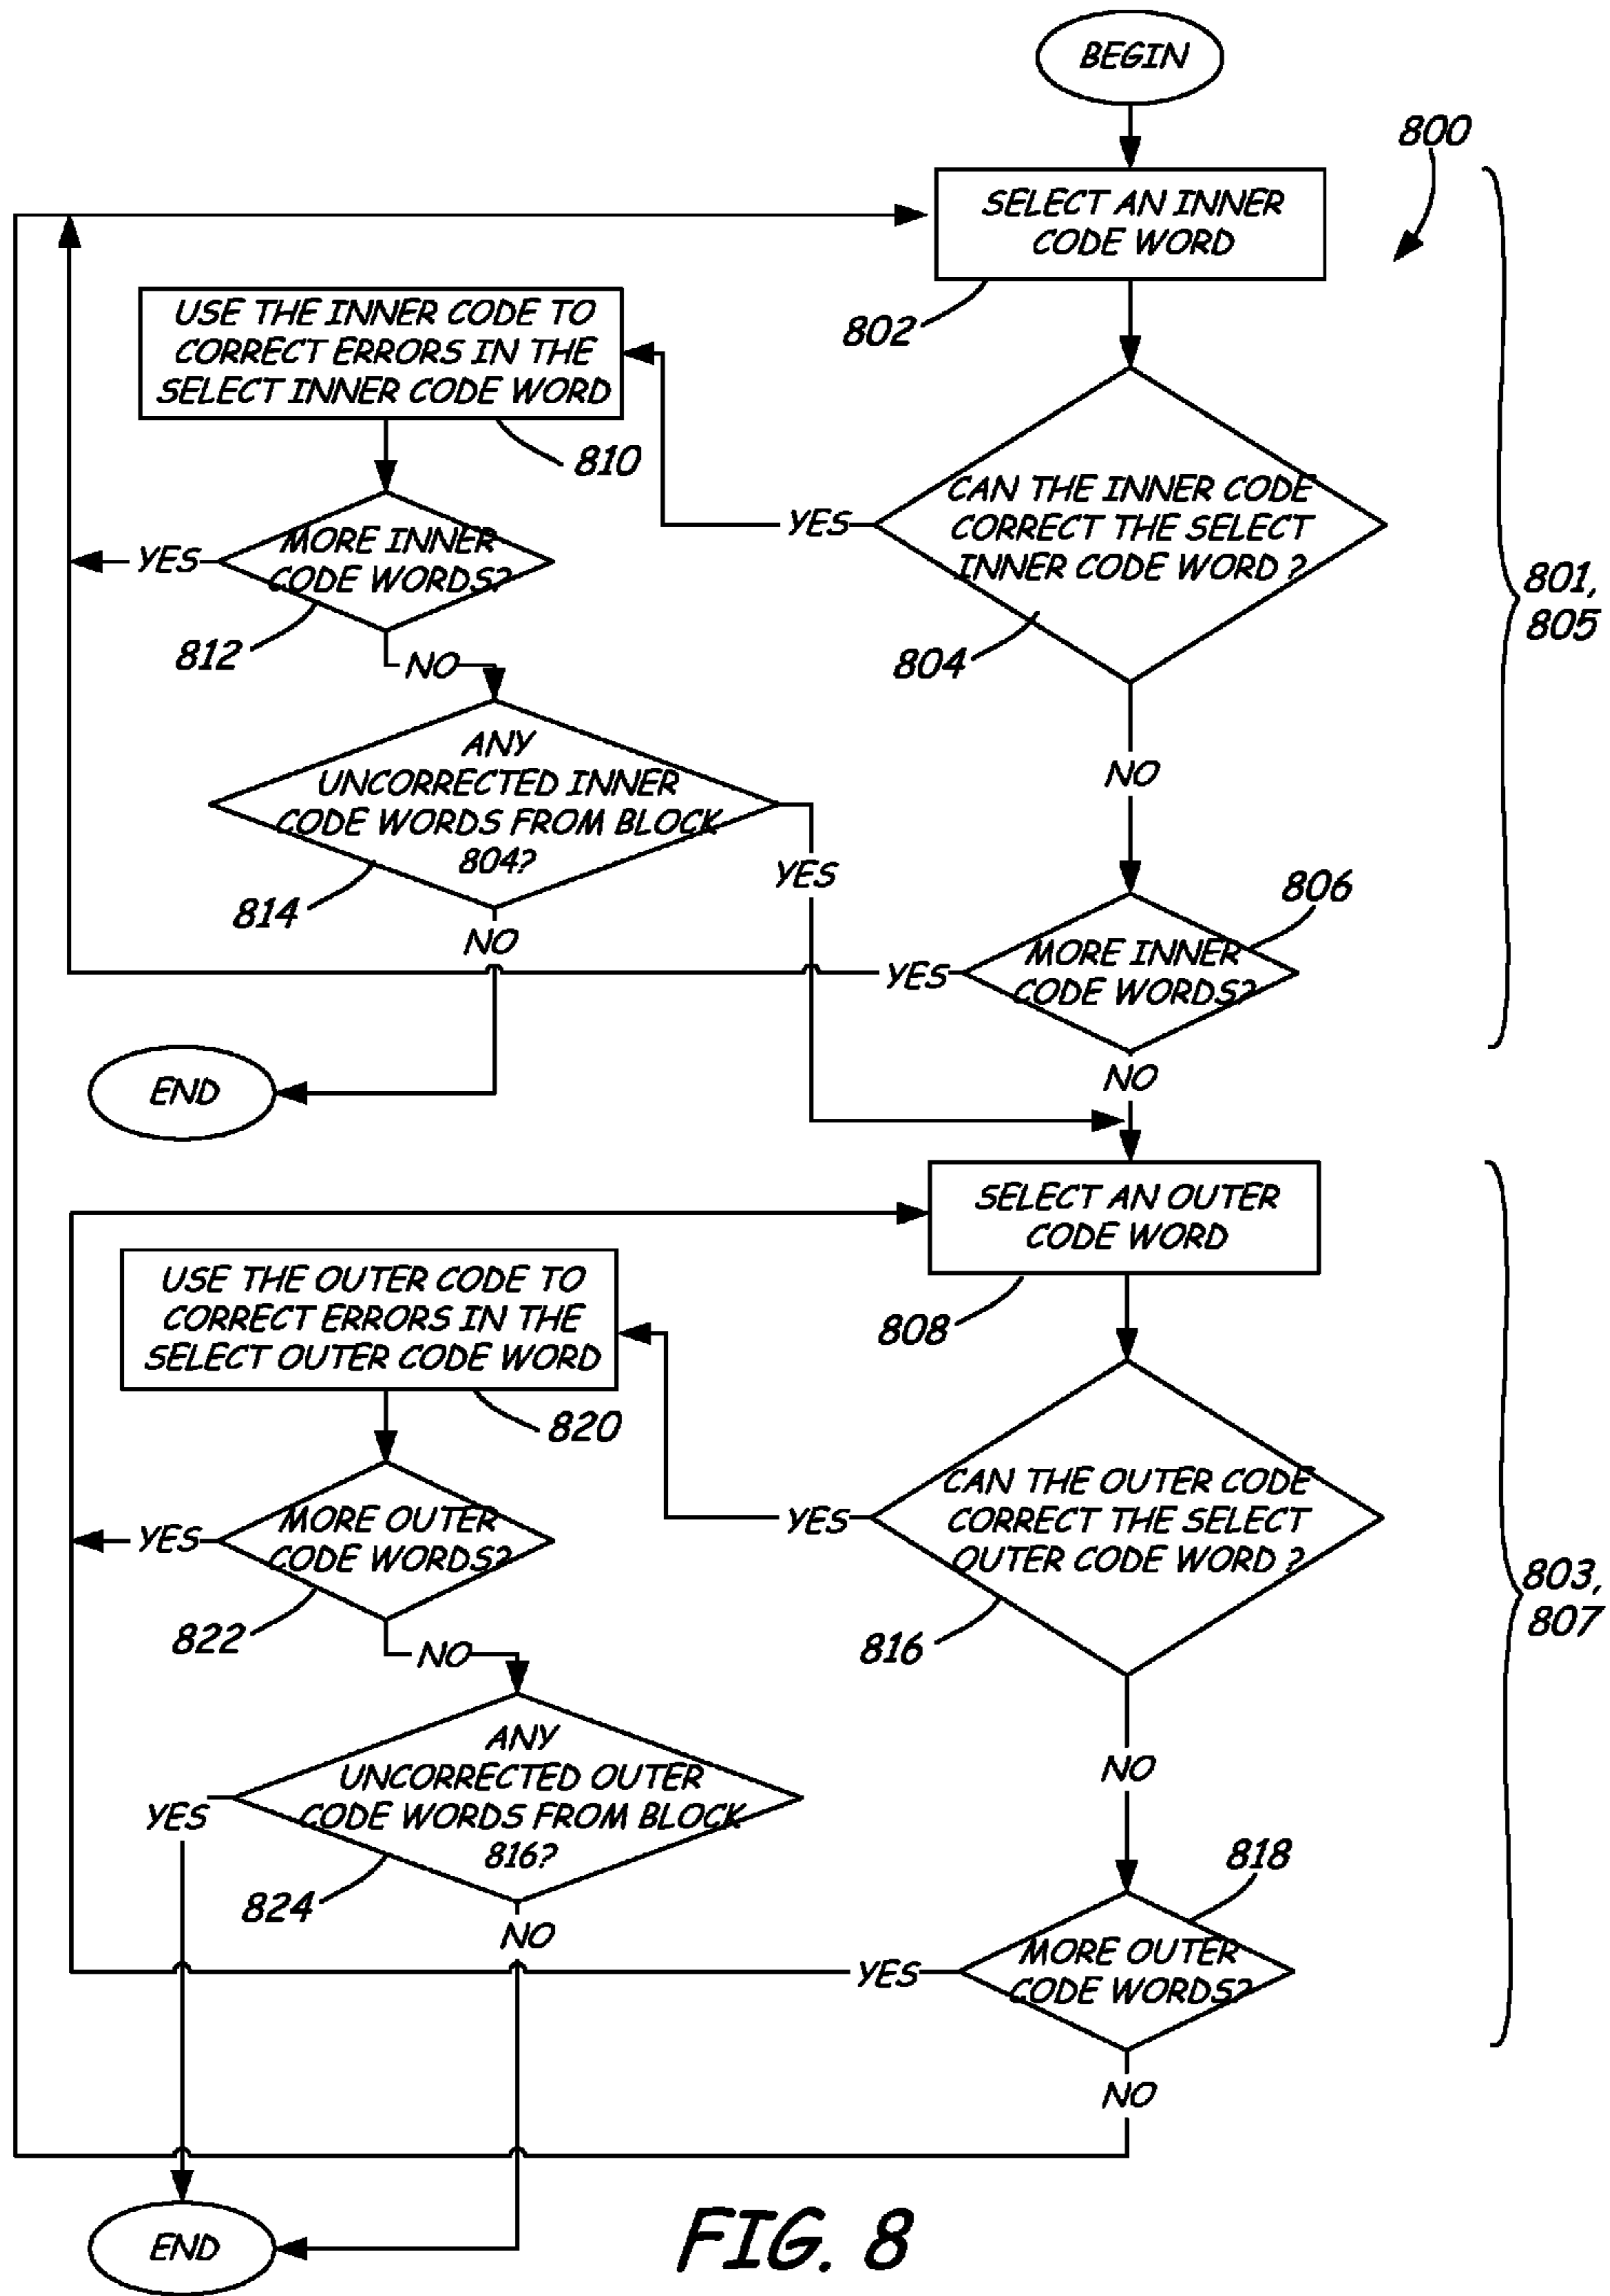 BEGIN
800
SELECT AN INNER
CODE WORD
802
USE THE INNER CODE TO
CORRECT ERRORS IN THE
SELECT INNER CODE WORD
810
CAN THE INNER CODE
CORRECT THE SELECT
INNER CODE WORD ?
YES
804
801,
805
MORE INNER
CODE WORDS?
YES
812
NO
ANY
UNCORRECTED INNER
CODE WORDS FROM BLOCK
804?
814
YES
NO
NO
806
MORE INNER
CODE WORDS?
YES
NO
END
SELECT AN OUTER
CODE WORD
808
USE THE OUTER CODE TO
CORRECT ERRORS IN THE
SELECT OUTER CODE WORD
820
CAN THE OUTER CODE
CORRECT THE SELECT
OUTER CODE WORD ?
YES
816
803,
807
MORE OUTER
CODE WORDS?
YES
822
NO
ANY
UNCORRECTED OUTER
CODE WORDS FROM BLOCK
816?
YES
824
NO
NO
818
MORE OUTER
CODE WORDS?
YES
NO
END
FIG. 8